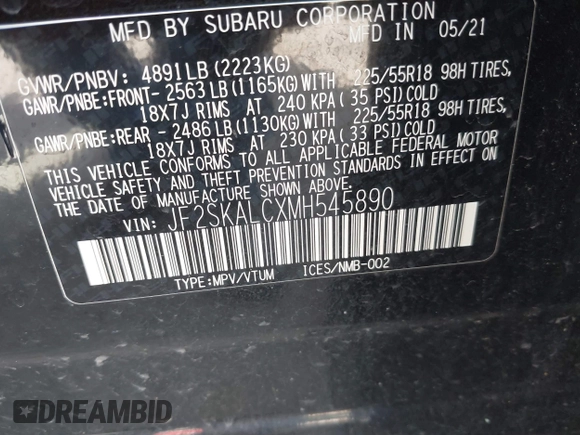 MFD BY SUBARU CORPORATION
MFD IN 05/21
GVWR/PNBV: 4891LB(2223KG)
GAWR/PNBE:FRONT-2563LB(1165KG)WITH 225/55R18 98H TIRES,
18X7J RIMS AT 240 KPA(35 PSI)COLD
GAWR/PNBE:REAR -2486LB(1130KG)WITH 225/55R18 98H TIRES,
18X7J RIMS AT 230 KPA(33 PSI)COLD
THIS VEHICLE CONFORMS TO ALL APPLICABLE FEDERAL MOTOR
VEHICLE SAFETY AND THEFT PREVENTION STANDARDS IN EFFECT ON
THE DATE OF MANUFACTURE SHOWN ABOVE.
VIN: JF2SKALCXMH545890
TYPE:MPV/VTUM ICES/NMB-002
DREAMBID